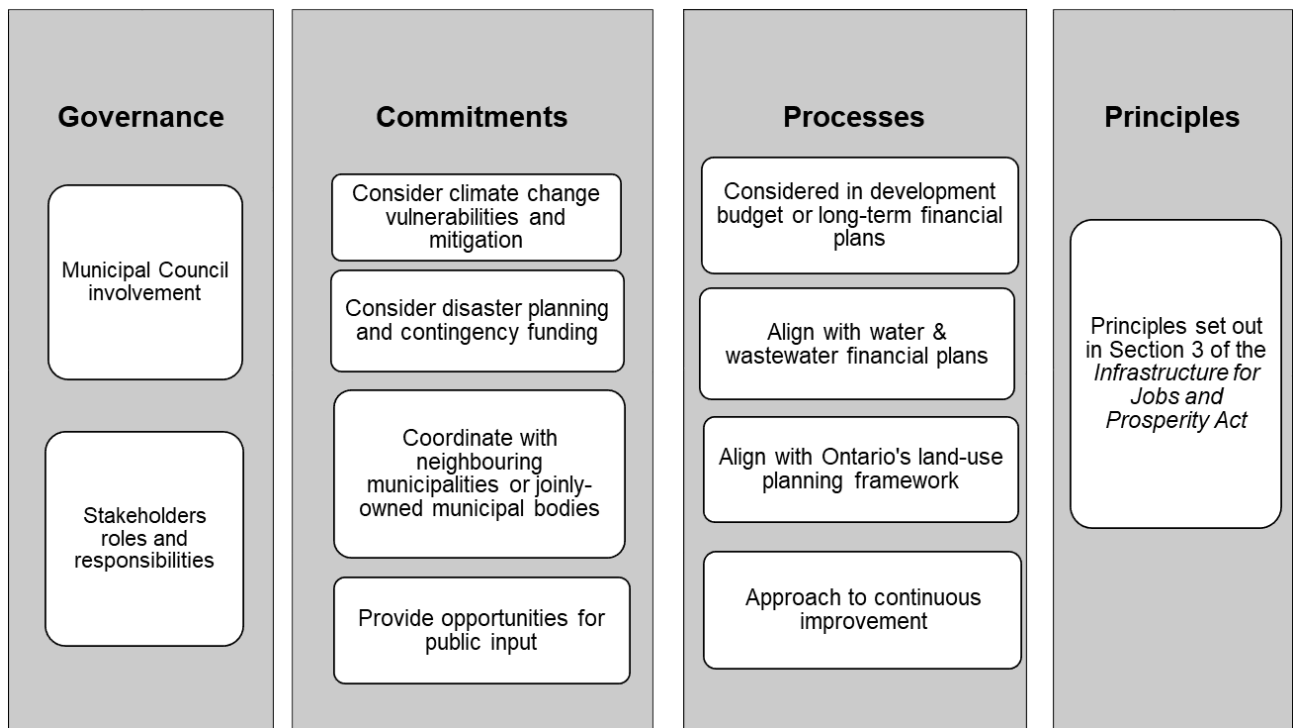 Governance
Municipal Council
involvement
Stakeholders
roles and
responsibilities
Commitments
Consider climate change
vulnerabilities and
mitigation
Consider disaster planning
and contingency funding
Coordinate with
neighbouring
municipalities or joinly-
owned municipal bodies
Provide opportunities for
public input
Processes
Considered in development
budget or long-term financial
plans
Align with water &
wastewater financial plans
Align with Ontario's land-use
planning framework
Approach to continuous
improvement
Principles
Principles set out
in Section 3 of the
Infrastructure for
Jobs and
Prosperity Act